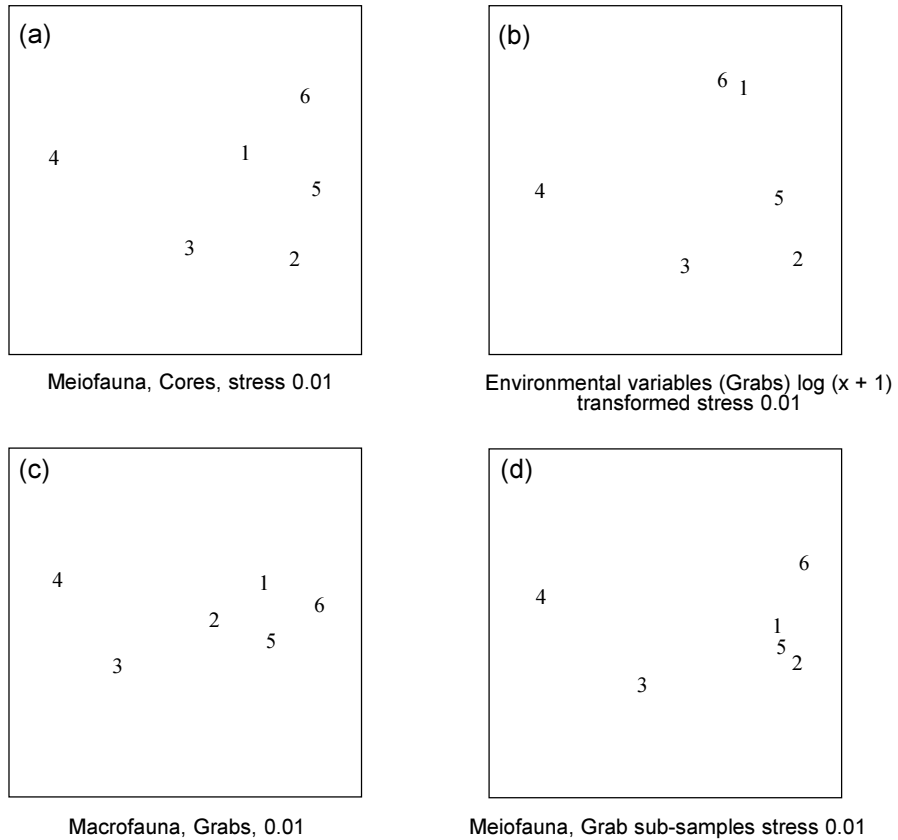 (a)
6
1
4
5
3
2
Meiofauna, Cores, stress 0.01
(b)
6 1
4
5
3
2
Environmental variables (Grabs) log (x + 1)
transformed stress 0.01
(c)
4
1
6
2
5
3
Macrofauna, Grabs, 0.01
(d)
6
4
1
5
2
3
Meiofauna, Grab sub-samples stress 0.01